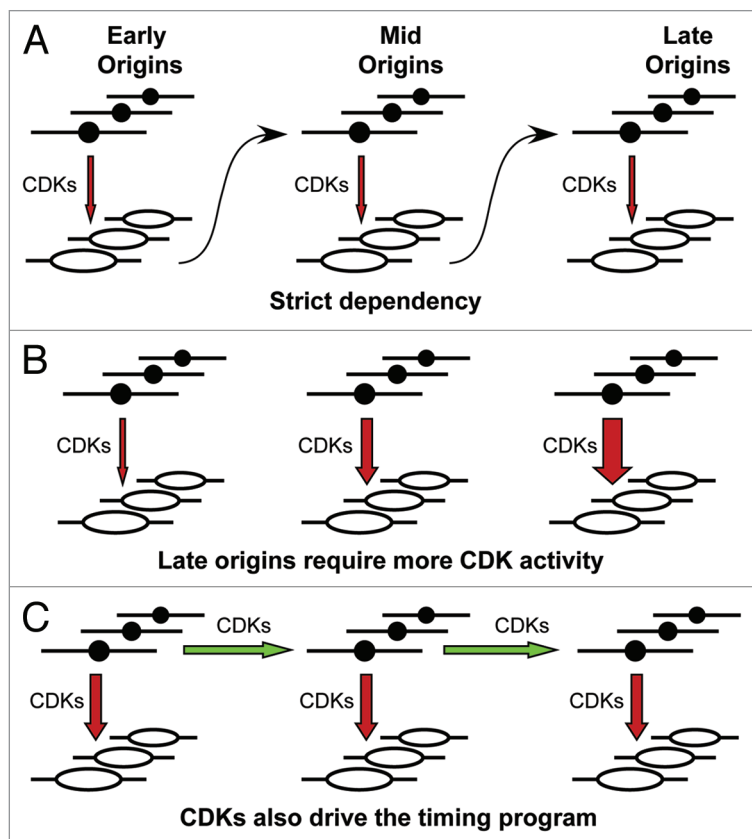 A
Early
Origins
Mid
Origins
Late
Origins
CDKs
CDKs
CDKs
Strict dependency
B
CDKs
CDKs
CDKs
Late origins require more CDK activity
C
CDKs
CDKs
CDKs
CDKs
CDKs
CDKs also drive the timing program